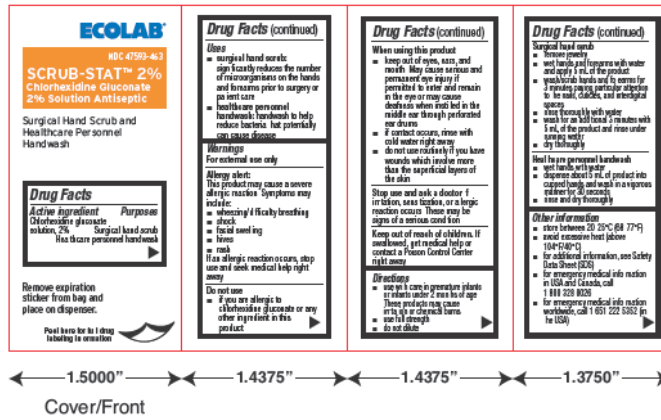 ECOLAB®
NDC 47593-463
SCRUB-STAT™ 2%
Chlorhexidine Gluconate
2% Solution Antiseptic
Surgical Hand Scrub and
Healthcare Personnel
Handwash
Drug Facts
Active ingredient Purposes
Chlorhexidine gluconate
solution, 2% Surgical hand scrub
Healthcare personnel handwash
Remove expiration
sticker from bag and
place on dispenser.
Peel here for full drug
labeling information
Drug Facts (continued)
Uses
▪ surgical hand scrub:
significantly reduces the number
of microorganisms on the hands
and forearms prior to surgery or
patient care
▪ healthcare personnel
handwash: handwash to help
reduce bacteria that potentially
can cause disease
Warnings
For external use only
Allergy alert:
This product may cause a severe
allergic reaction Symptoms may
include:
▪ wheezing/difficulty breathing
▪ shock
▪ facial swelling
▪ hives
▪ rash
If an allergic reaction occurs, stop
use and seek medical help right
away
Do not use
▪ if you are allergic to
chlorhexidine gluconate or any
other ingredient in this
product
Drug Facts (continued)
When using this product
▪ keep out of eyes, ears, and
mouth May cause serious and
permanent eye injury if
permitted to enter and remain
in the eye or may cause
deafness when instilled in the
middle ear through perforated
ear drums
▪ if contact occurs, rinse with
cold water right away
▪ do not use routinely if you have
wounds which involve more
than the superficial layers of
the skin
Stop use and ask a doctor if
irritation, sensitization, or allergic
reaction occurs These may be
signs of a serious condition
Keep out of reach of children. If
swallowed, get medical help or
contact a Poison Control Center
right away
Directions
▪ use with care in premature infants
or infants under 2 months of age
These products may cause
irritation or chemical burns
▪ use full strength
▪ do not dilute
Drug Facts (continued)
Surgical hand scrub
▪ remove jewelry
▪ wet hands and forearms with water
and apply 5 mL of the product
▪ wash/scrub hands and forearms for
3 minutes paying particular attention
to the nails, cuticles, and interdigital
spaces
▪ rinse thoroughly with water
▪ wash for an additional 3 minutes with
5 mL of the product and rinse under
running water
▪ dry thoroughly
Healthcare personnel handwash
▪ wet hands with water
▪ dispense about 5 mL of product into
cupped hands and wash in a vigorous
manner for 30 seconds
▪ rinse and dry thoroughly
Other information
▪ store between 20 25°C (68 77°F)
▪ avoid excessive heat (above
104°F/40°C)
▪ for additional information, see Safety
Data Sheet (SDS)
▪ for emergency medical information
in USA and Canada, call
1 800 328 0026
▪ for emergency medical information
worldwide, call 1 651 222 5352 (in
the USA)
1.5000" 1.4375" 1.4375" 1.3750"
Cover/Front